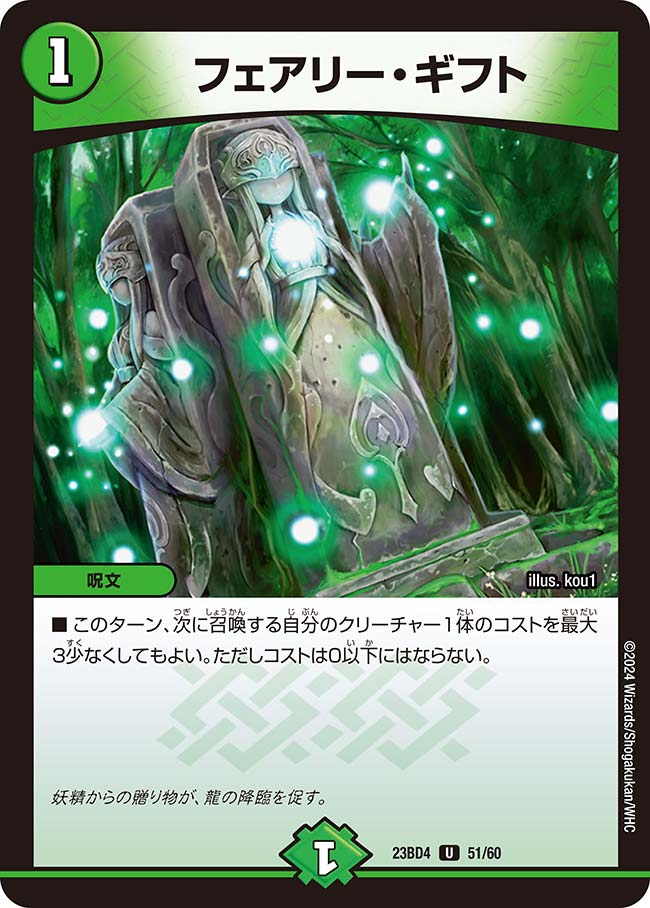 1
フェアリー・ギフト
呪文
illus. kou1
■ このターン、次に召喚する自分のクリーチャー1体のコストを最大
3少なくしてもよい。ただしコストは0以下にはならない。
妖精からの贈り物が、龍の降臨を促す。
©2024 Wizards/Shogakukan/WHC
1
23BD4 U 51/60